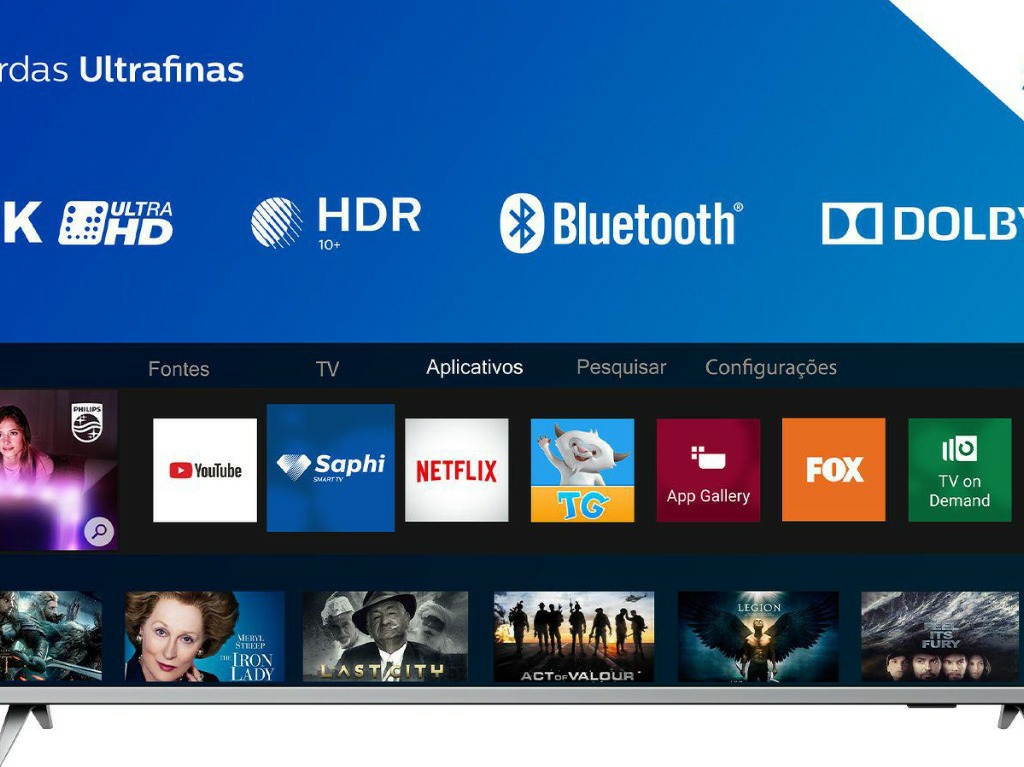 rdas Ultrafinas
K ULTRA HD
HDR
10+
Bluetooth®
DOLBY
Fontes TV Aplicativos Pesquisar Configurações
PHILIPS
YouTube
Saphi
SMART TV
NETFLIX
TG
App Gallery
FOX
TV on
Demand
MERYL
STREEP
THE IRON
LADY
LAST CITY
ACT OF VALOUR
LEGION
FEEL
ITS
FURY